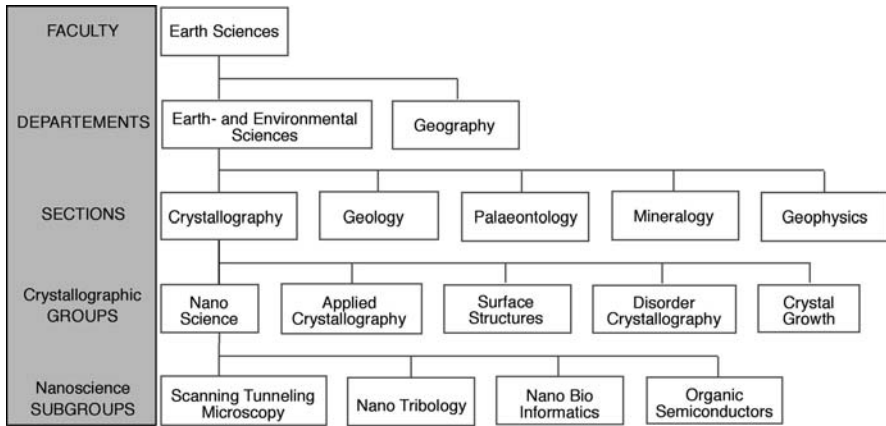 FACULTY
Earth Sciences
DEPARTEMENTS
Earth- and Environmental
Sciences
Geography
SECTIONS
Crystallography
Geology
Palaeontology
Mineralogy
Geophysics
Crystallographic
GROUPS
Nano
Science
Applied
Crystallography
Surface
Structures
Disorder
Crystallography
Crystal
Growth
Nanoscience
SUBGROUPS
Scanning Tunneling
Microscopy
Nano Tribology
Nano Bio
Informatics
Organic
Semiconductors